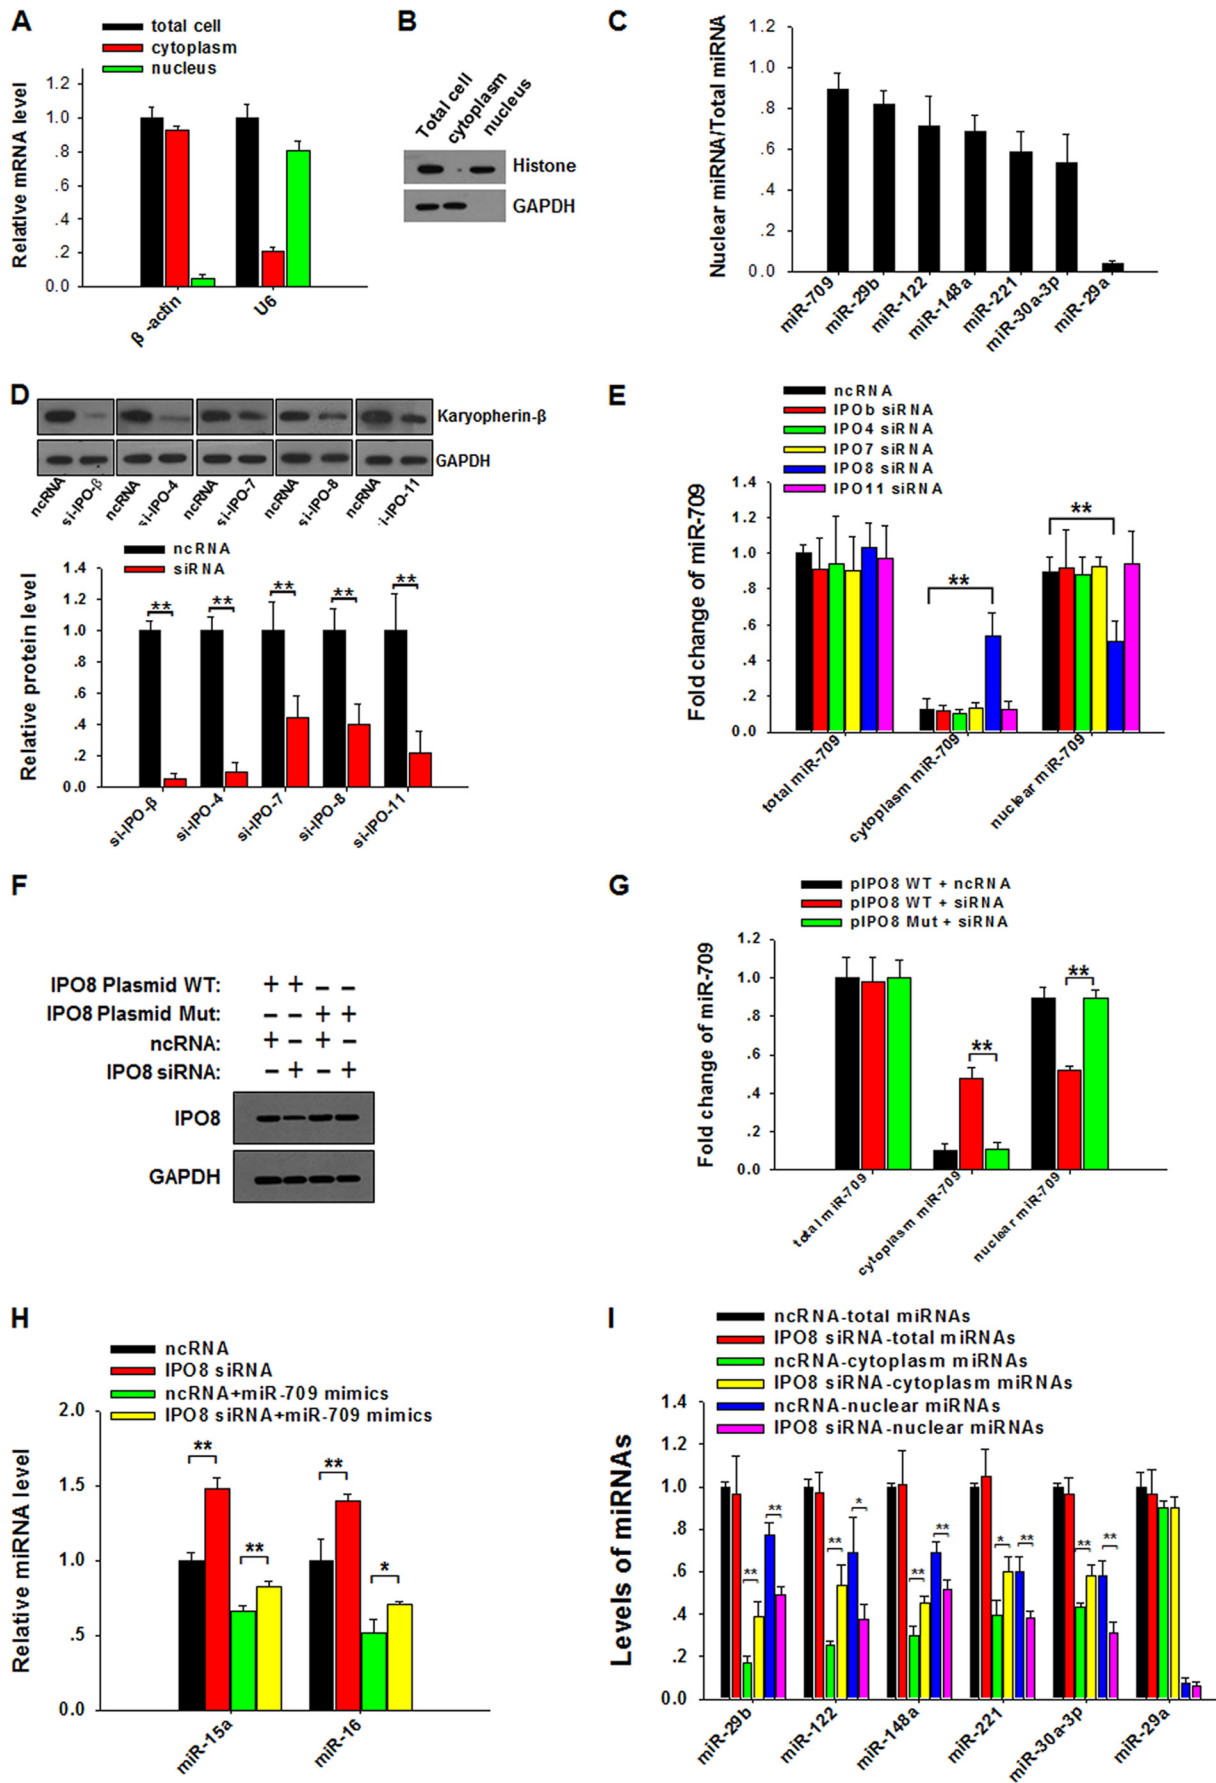 A
total cell
cytoplasm
nucleus
Relative mRNA level
1.2
1.0
.8
.6
.4
.2
0.0
β -actin
U6
B
Total cell
cytoplasm
nucleus
Histone
GAPDH
C
Nuclear miRNA/Total miRNA
1.2
1.0
.8
.6
.4
.2
0.0
miR-709
miR-29b
miR-122
miR-148a
miR-221
miR-30a-3p
miR-29a
D
Karyopherin-β
GAPDH
ncRNA
si-IPO-β
ncRNA
si-IPO-4
ncRNA
si-IPO-7
ncRNA
si-IPO-8
ncRNA
si-IPO-11
ncRNA
siRNA
Relative protein level
1.4
1.2
1.0
.8
.6
.4
.2
0.0
**
**
**
**
**
si-IPO-β
si-IPO-4
si-IPO-7
si-IPO-8
si-IPO-11
E
ncRNA
IPOb siRNA
IPO4 siRNA
IPO7 siRNA
IPO8 siRNA
IPO11 siRNA
Fold change of miR-709
1.4
1.2
1.0
.8
.6
.4
.2
0.0
**
**
total miR-709
cytoplasm miR-709
nuclear miR-709
F
IPO8 Plasmid WT: + + – –
IPO8 Plasmid Mut: – – + +
ncRNA: + – + –
IPO8 siRNA: – + – +
IPO8
GAPDH
G
pIPO8 WT + ncRNA
pIPO8 WT + siRNA
pIPO8 Mut + siRNA
Fold change of miR-709
1.2
1.0
.8
.6
.4
.2
0.0
**
**
total miR-709
cytoplasm miR-709
nuclear miR-709
H
ncRNA
IPO8 siRNA
ncRNA+miR-709 mimics
IPO8 siRNA+miR-709 mimics
Relative miRNA level
2.0
1.5
1.0
.5
0.0
**
**
**
*
miR-15a
miR-16
I
ncRNA-total miRNAs
IPO8 siRNA-total miRNAs
ncRNA-cytoplasm miRNAs
IPO8 siRNA-cytoplasm miRNAs
ncRNA-nuclear miRNAs
IPO8 siRNA-nuclear miRNAs
Levels of miRNAs
1.4
1.2
1.0
.8
.6
.4
.2
0.0
**
**
**
*
**
**
*
**
**
**
miR-29b
miR-122
miR-148a
miR-221
miR-30a-3p
miR-29a